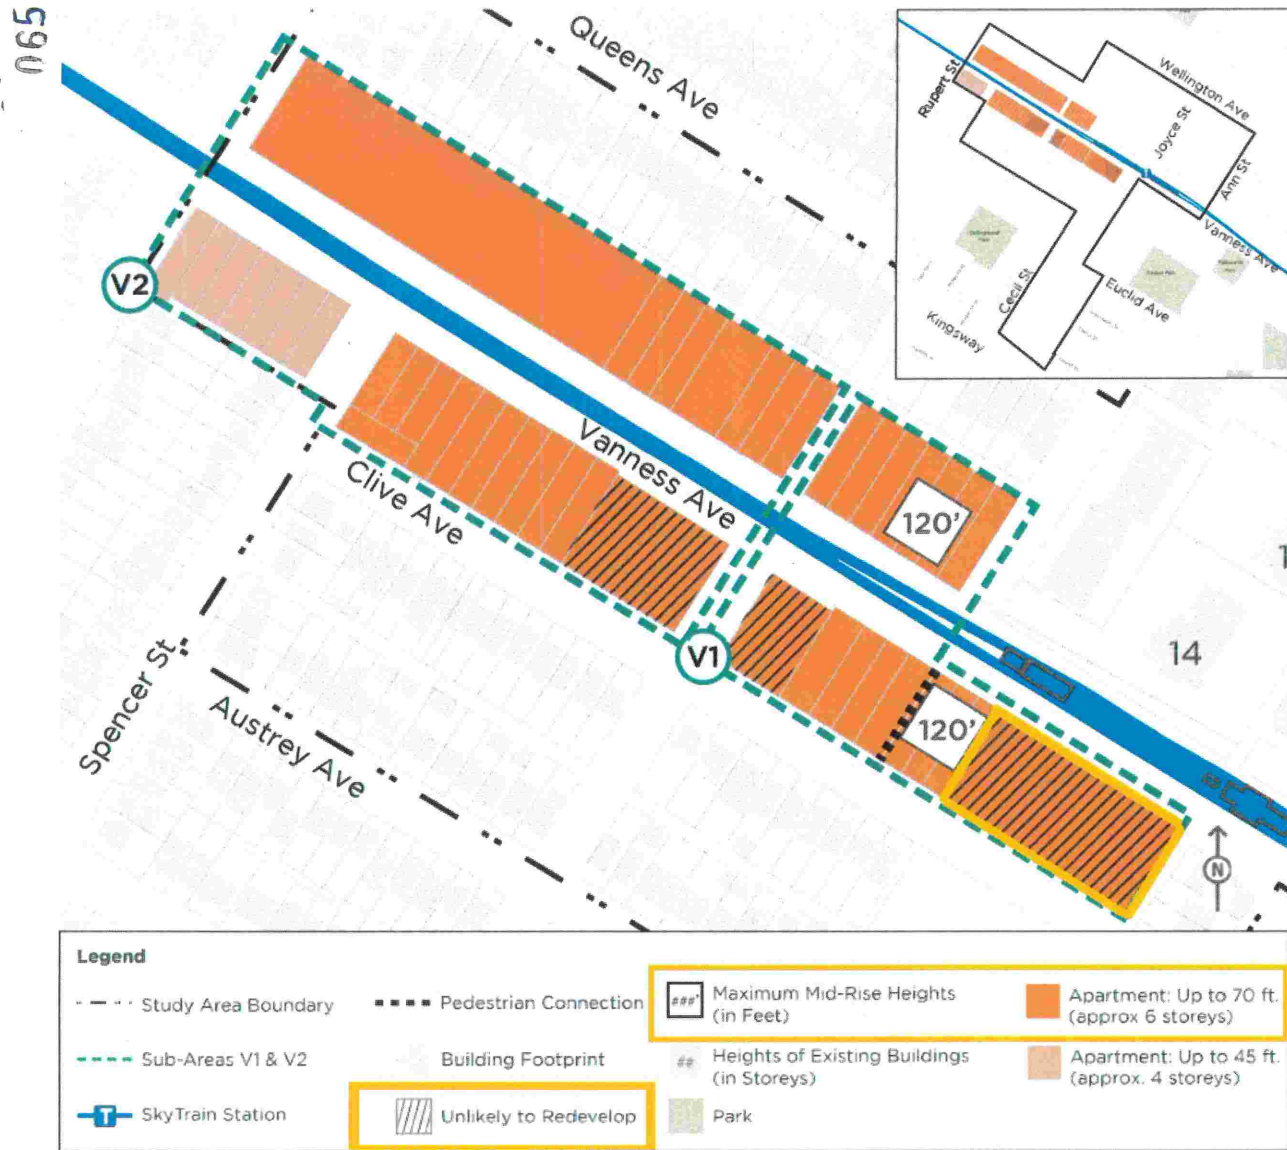 065
Queens Ave
Wellington Ave
Rupert St
Joyce St
Ann St
Vanness Ave
Cecil St
Euclid Ave
Kingsway
V2
Vanness Ave
Clive Ave
120'
14
V1
120'
Spencer St
Austrey Ave
N
Legend
Study Area Boundary
Pedestrian Connection
###' Maximum Mid-Rise Heights
(in Feet)
Apartment: Up to 70 ft.
(approx 6 storeys)
Sub-Areas V1 & V2
Building Footprint
## Heights of Existing Buildings
(in Storeys)
Apartment: Up to 45 ft.
(approx. 4 storeys)
T SkyTrain Station
Unlikely to Redevelop
Park